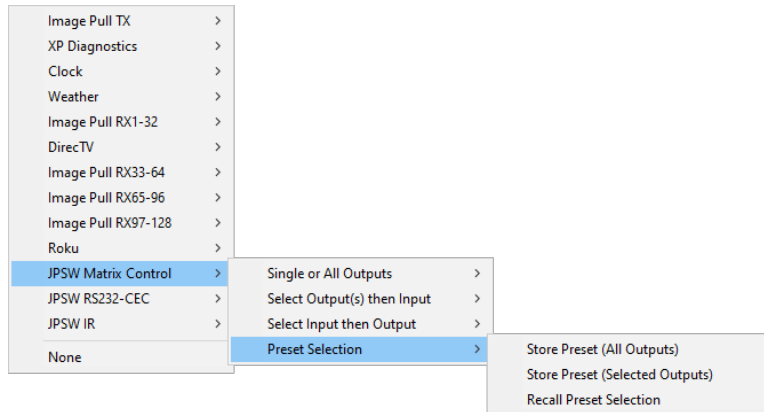 Image Pull TX
XP Diagnostics
Clock
Weather
Image Pull RX1-32
DirecTV
Image Pull RX33-64
Image Pull RX65-96
Image Pull RX97-128
Roku
JPSW Matrix Control
JPSW RS232-CEC
JPSW IR
None
Single or All Outputs
Select Output(s) then Input
Select Input then Output
Preset Selection
Store Preset (All Outputs)
Store Preset (Selected Outputs)
Recall Preset Selection